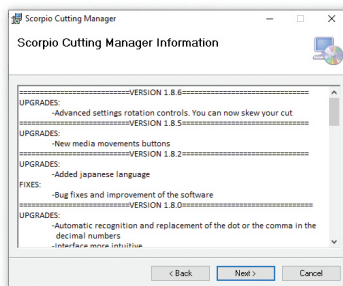 Scorpio Cutting Manager
Scorpio Cutting Manager Information
==========================VERSION 1.8.6==============================
UPGRADES:
-Advanced settings rotation controls. You can now skew your cut
==========================VERSION 1.8.5==============================
UPGRADES:
-New media movements buttons
==========================VERSION 1.8.2==============================
UPGRADES:
-Added japanese language
FIXES:
-Bug fixes and improvement of the software
==========================VERSION 1.8.0==============================
UPGRADES:
-Automatic recognition and replacement of the dot or the comma in the
decimal numbers
-Interface more intuitive
< Back
Next >
Cancel